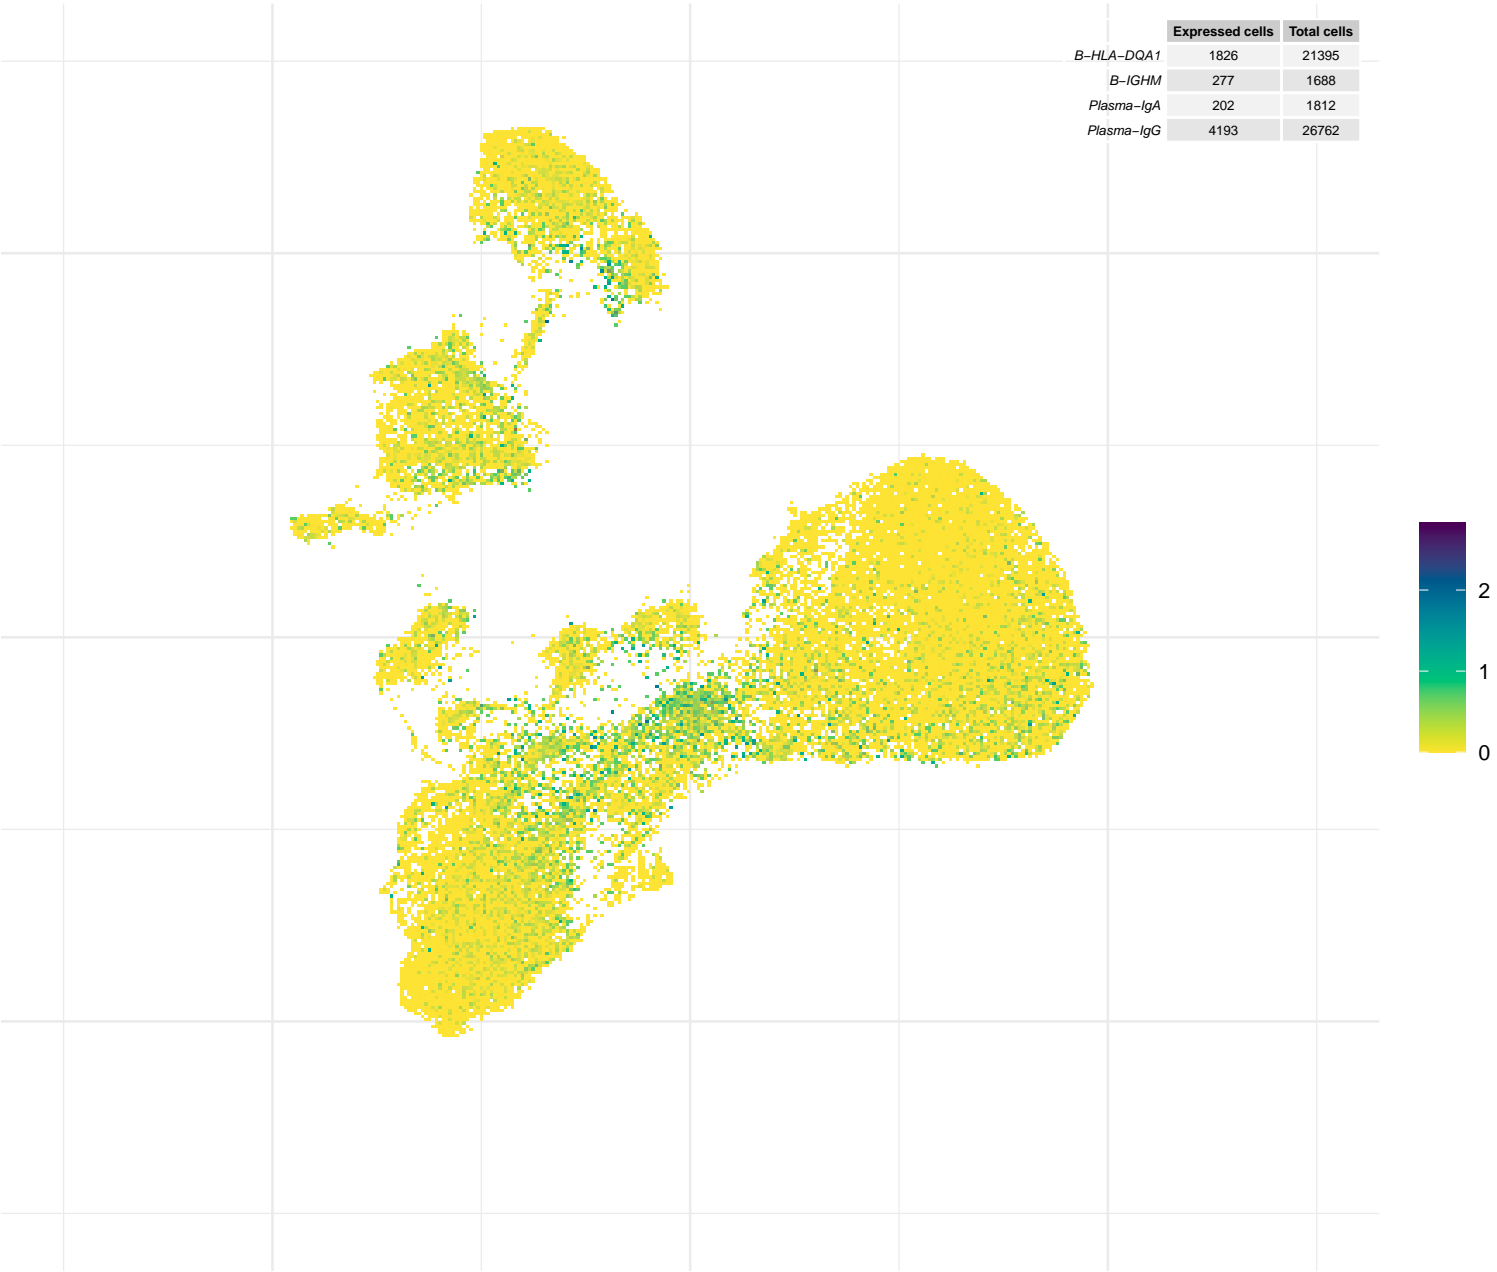 Expressed cells Total cells
B−HLA−DQA1 1826 21395
B−IGHM 277 1688
Plasma−IgA 202 1812
Plasma−IgG 4193 26762
2
1
0